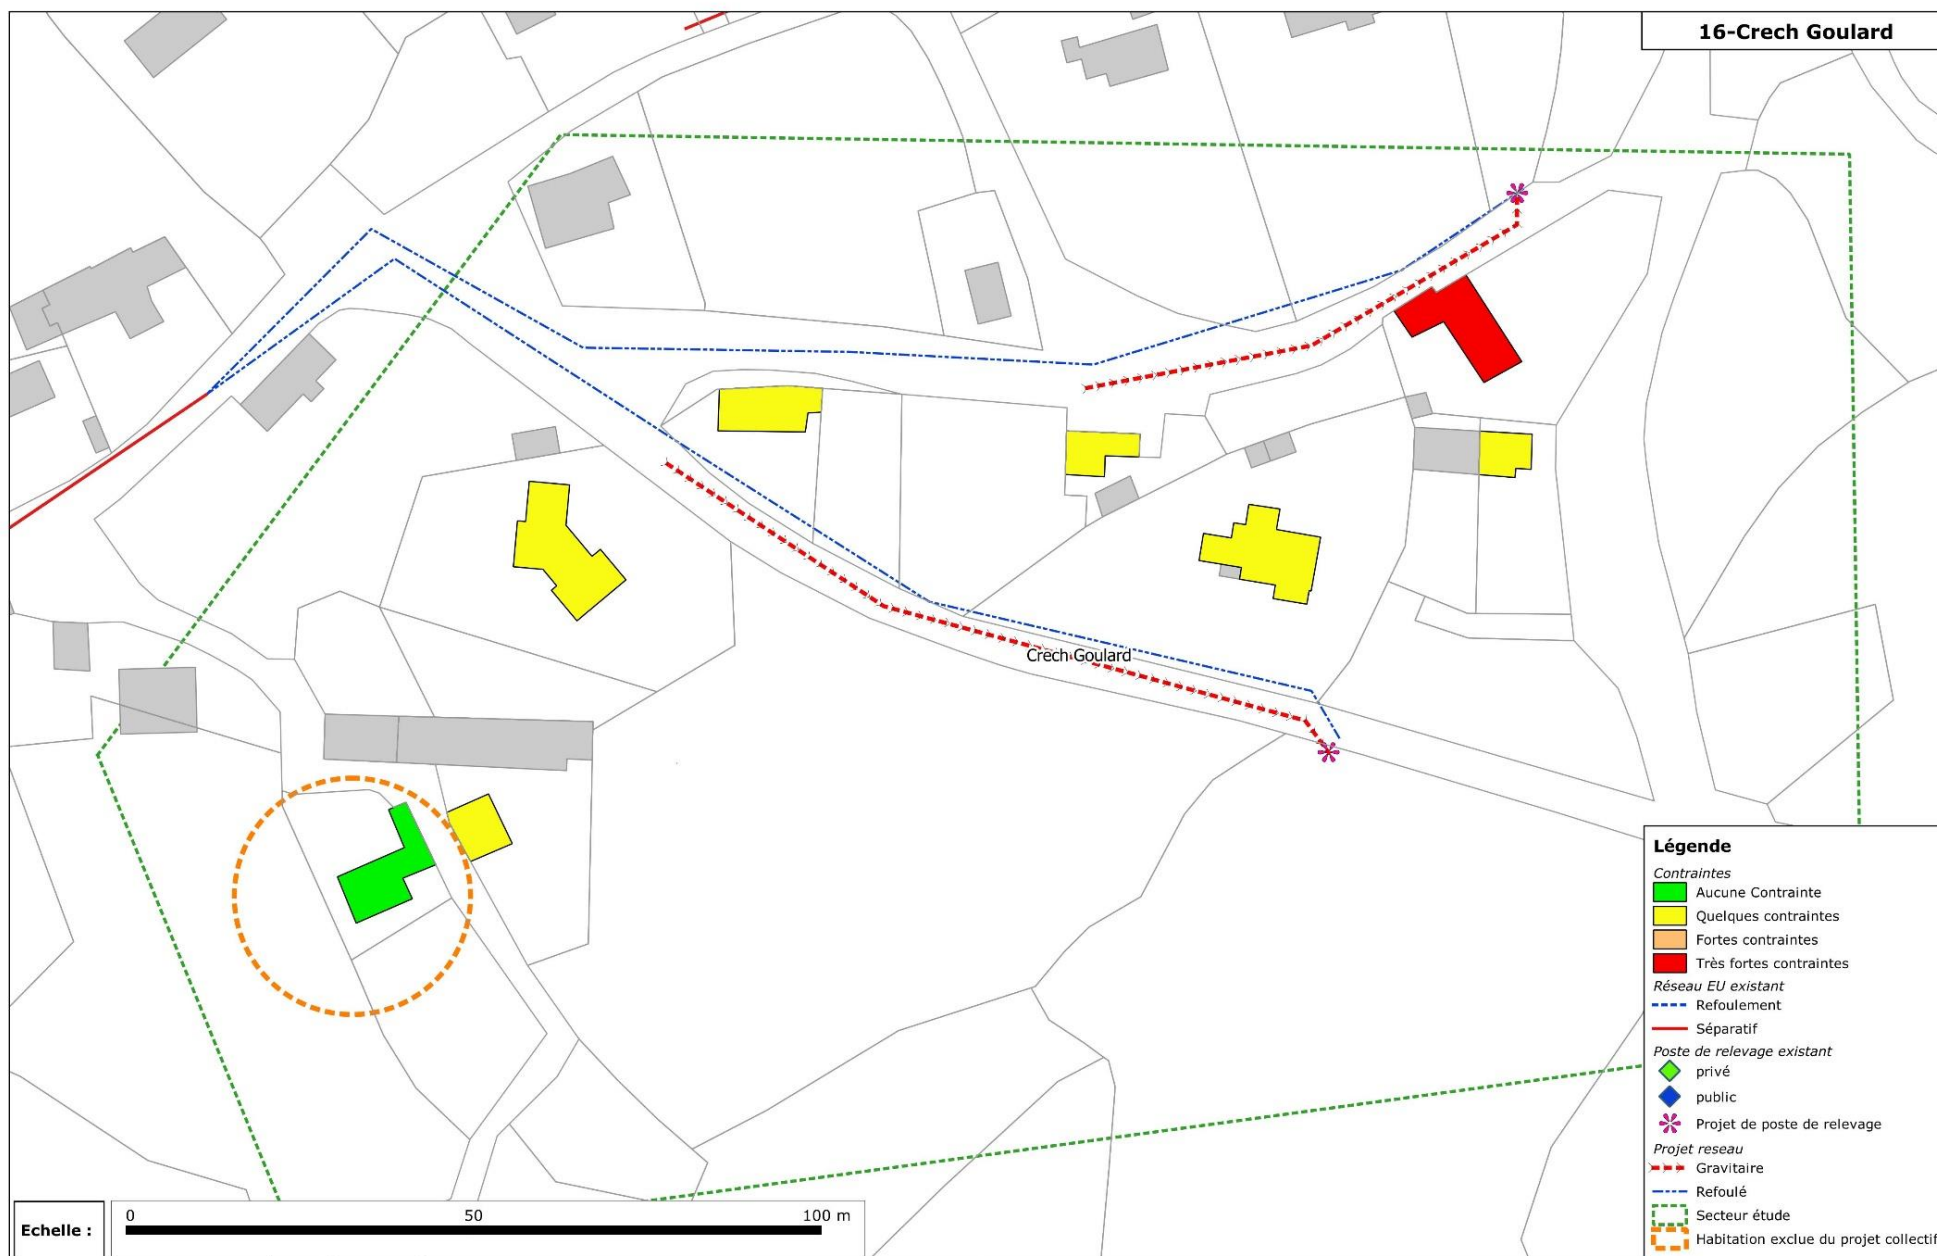 16-Crech Goulard
Crech Goulard
Légende
Contraintes
Aucune Contrainte
Quelques contraintes
Fortes contraintes
Très fortes contraintes
Réseau EU existant
Refoulement
Séparatif
Poste de relevage existant
privé
public
Projet de poste de relevage
Projet reseau
Gravitaire
Refoulé
Secteur étude
Habitation exclue du projet collectif
Echelle :
0 50 100 m